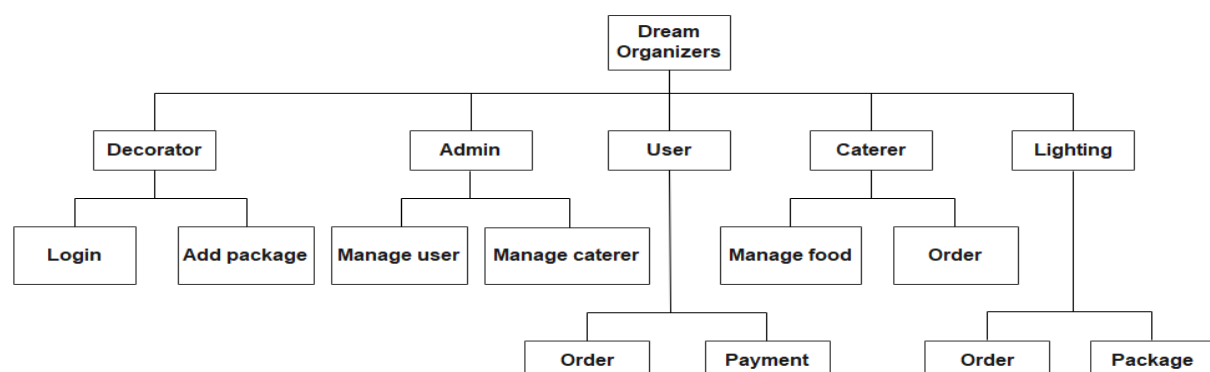 Dream
Organizers
Decorator
Admin
User
Caterer
Lighting
Login
Add package
Manage user
Manage caterer
Manage food
Order
Order
Payment
Order
Package